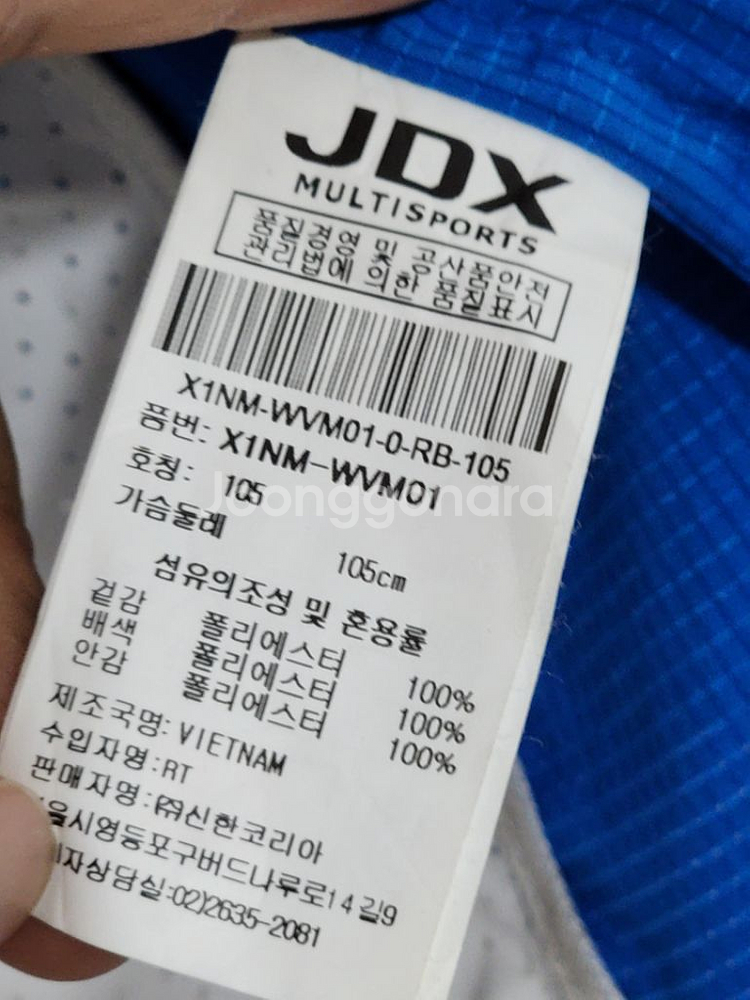 JDX
MULTISPORTS
품질경영 및 공산품안전
관리법에 의한 품질표시
X1NM-WVM01-0-RB-105
품번: X1NM-WVM01
호칭: 105
가슴둘레 105cm
섬유의조성 및 혼용률
겉감 폴리에스터 100%
배색 폴리에스터 100%
안감 폴리에스터 100%
제조국명: VIETNAM
수입자명:RT
판매자명:㈜신한코리아
울시영등포구버드나루로14길9
자상담실:02)2635-2081
Joonggonara